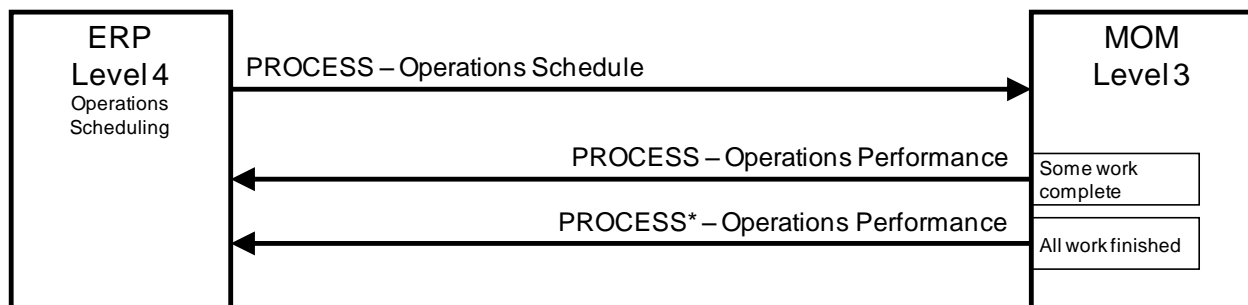 ERP
Level 4
Operations
Scheduling
PROCESS – Operations Schedule
MOM
Level 3
PROCESS – Operations Performance
Some work
complete
PROCESS* – Operations Performance
All work finished